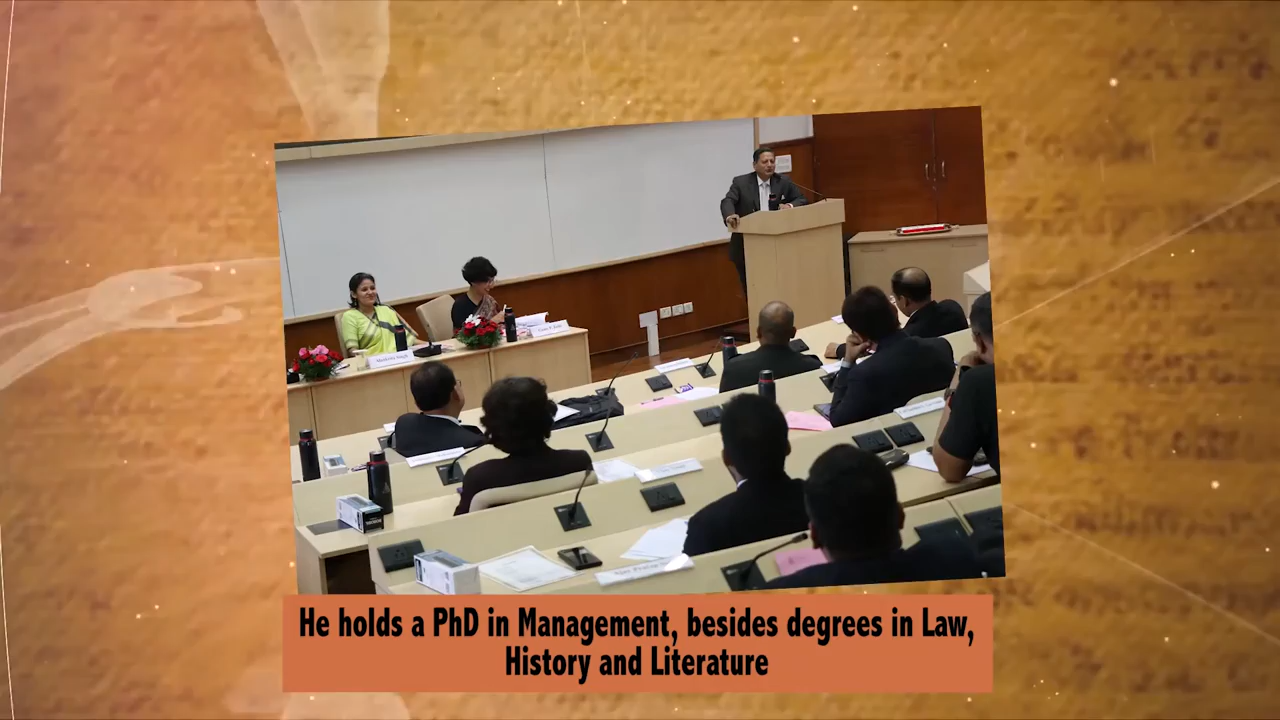 He holds a PhD in Management, besides degrees in Law,
History and Literature